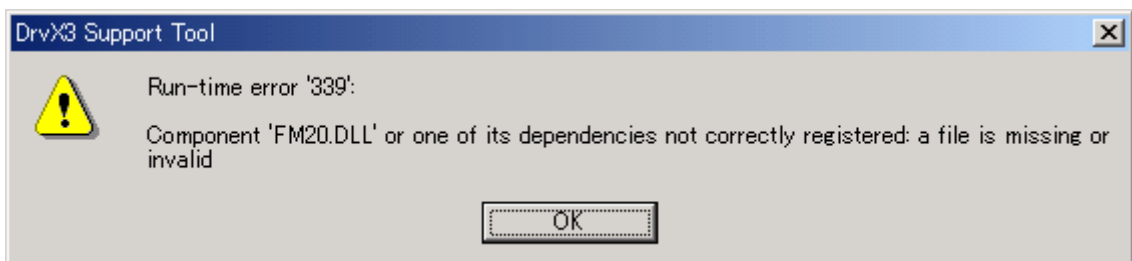 DrvX3 Support Tool
Run-time error '339':
Component 'FM20.DLL' or one of its dependencies not correctly registered: a file is missing or
invalid
OK